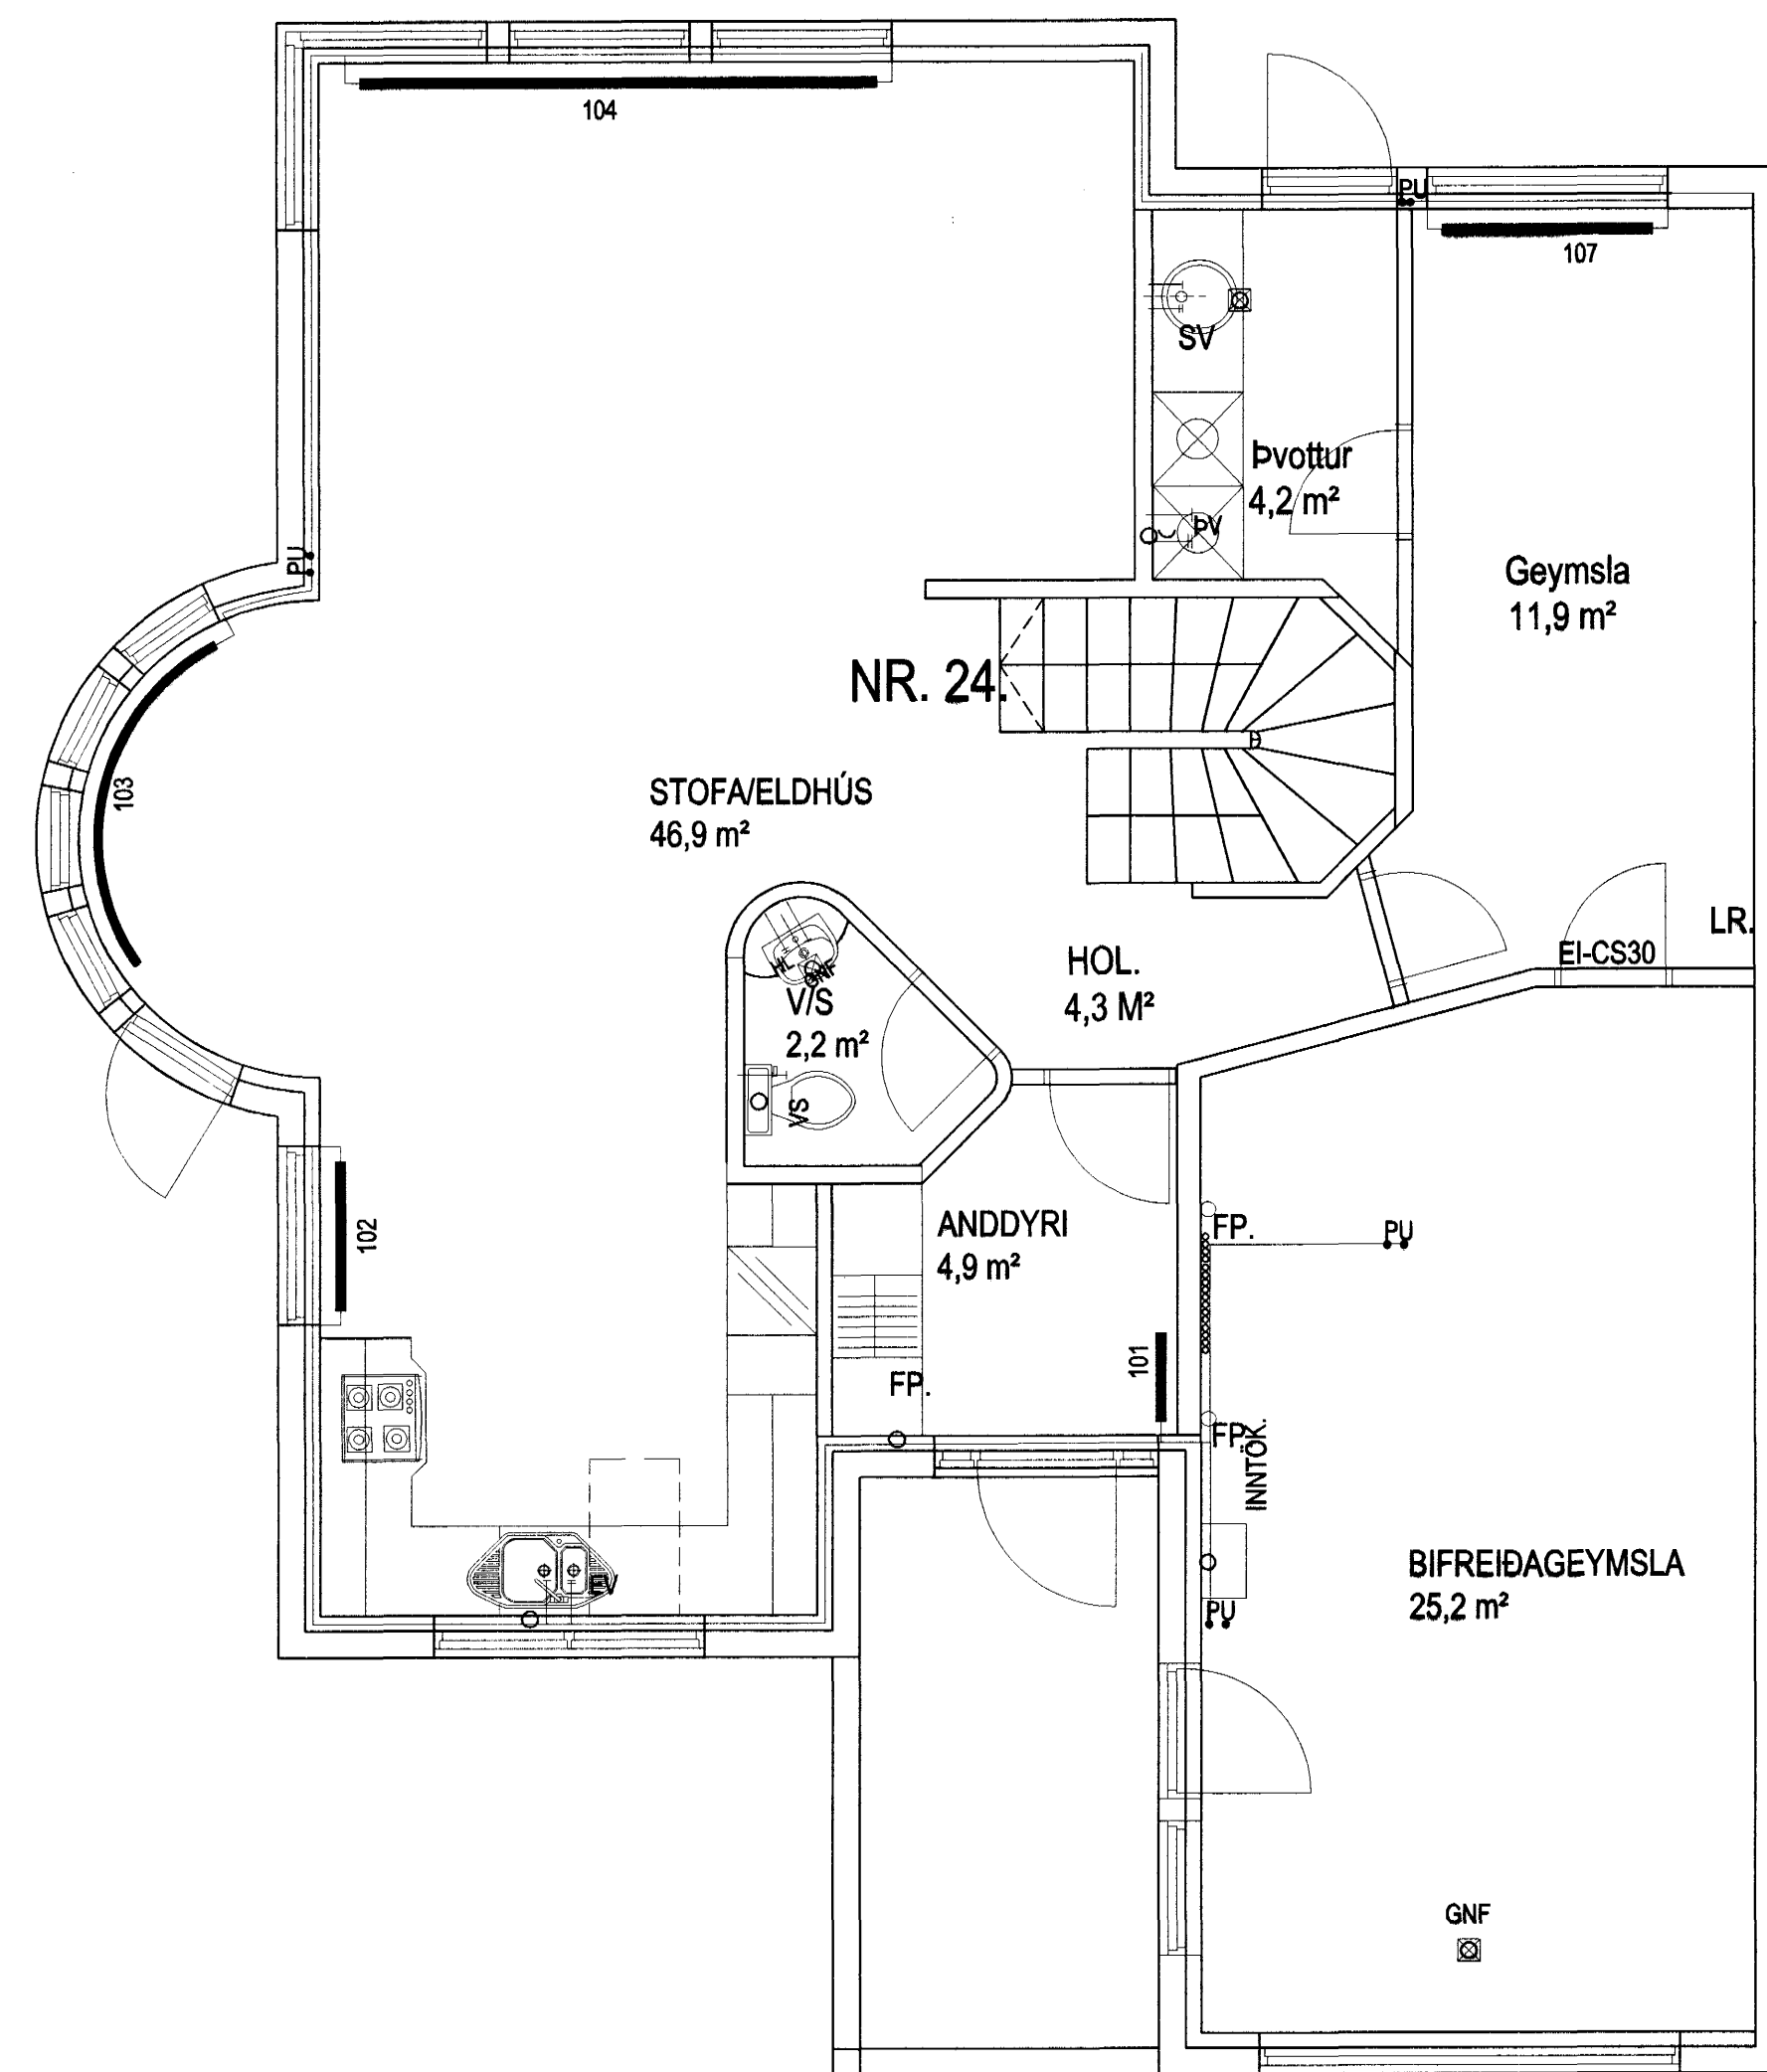 104
PU
107
SV
Þvottur
4,2 m²
ÞV
PU
Geymsla
11,9 m²
NR. 24.
103
STOFA/ELDHÚS
46,9 m²
LR.
EI-CS30
HL
GNF
V/S
2,2 m²
HOL.
4,3 M²
VS
102
ANDDYRI
4,9 m²
FP.
PU
101
FP.
FP.
INNTÖK.
EV
PU
BIFREIÐAGEYMSLA
25,2 m²
GNF